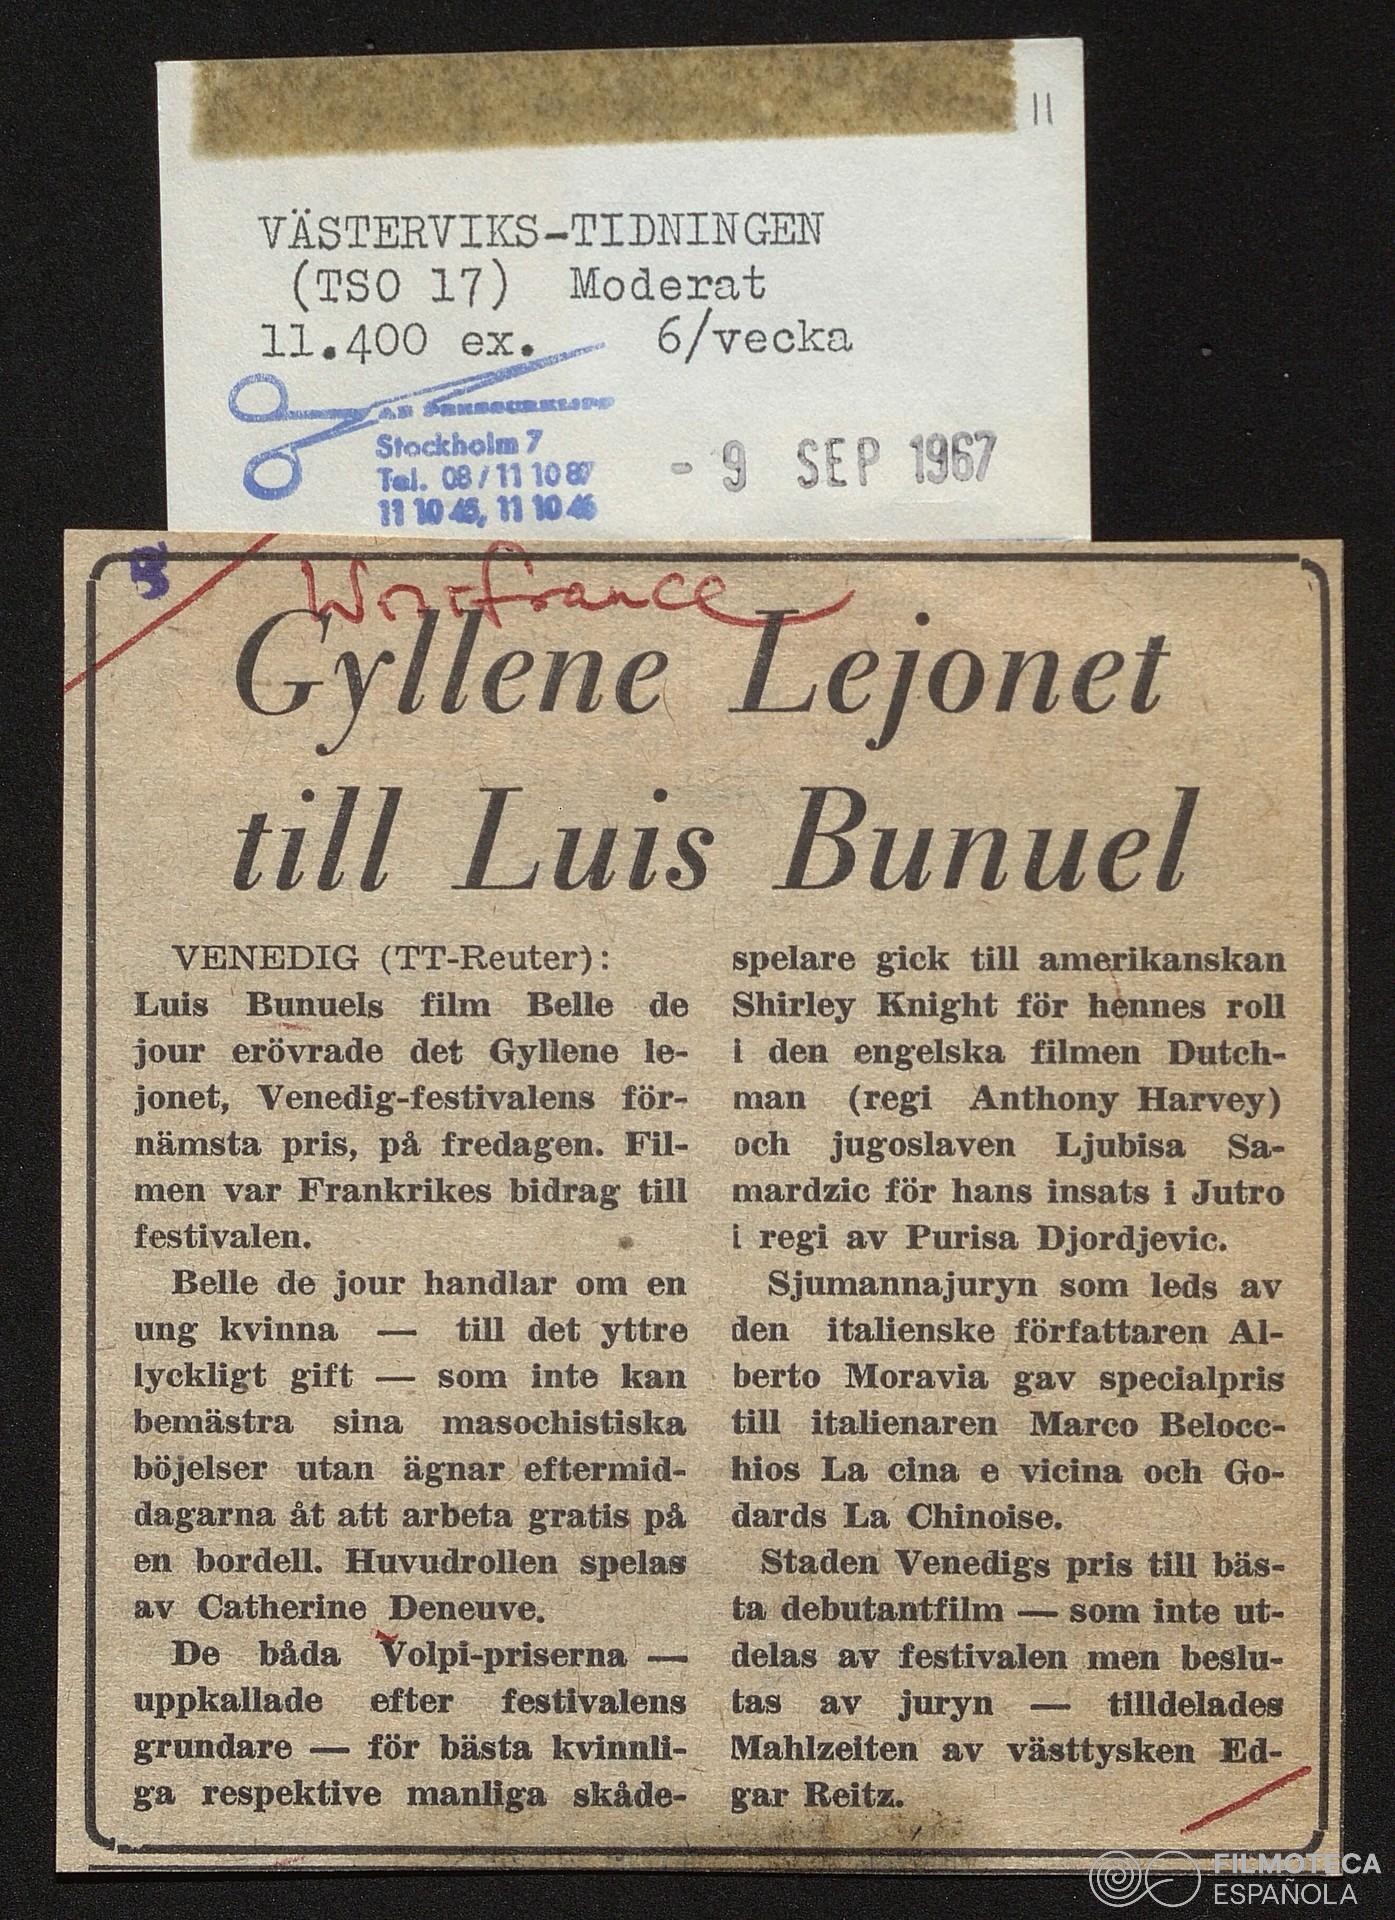 11
VÄSTERVIKS-TIDNINGEN
(TSO 17) Moderat
11.400 ex. 6/vecka
AB PRESSURKLIPP
Stockholm 7
Tel. 08/11 10 87
11 10 45, 11 10 46
- 9 SEP 1967
Gyllene Lejonet
till Luis Bunuel
VENEDIG (TT-Reuter):
Luis Bunuels film Belle de
jour erövrade det Gyllene le-
jonet, Venedig-festivalens för-
nämsta pris, på fredagen. Fil-
men var Frankrikes bidrag till
festivalen.
Belle de jour handlar om en
ung kvinna — till det yttre
lyckligt gift — som inte kan
bemästra sina masochistiska
böjelser utan ägnar eftermid-
dagarna åt att arbeta gratis på
en bordell. Huvudrollen spelas
av Catherine Deneuve.
De båda Volpi-priserna —
uppkallade efter festivalens
grundare — för bästa kvinnli-
ga respektive manliga skåde-
spelare gick till amerikanskan
Shirley Knight för hennes roll
i den engelska filmen Dutch-
man (regi Anthony Harvey)
och jugoslaven Ljubisa Sa-
mardzic för hans insats i Jutro
i regi av Purisa Djordjevic.
Sjumannajuryn som leds av
den italienske författaren Al-
berto Moravia gav specialpris
till italienaren Marco Belocc-
hios La cina e vicina och Go-
dards La Chinoise.
Staden Venedigs pris till bäs-
ta debutantfilm — som inte ut-
delas av festivalen men beslu-
tas av juryn — tilldelades
Mahlzeiten av västtysken Ed-
gar Reitz.
FILMOTECA
ESPAÑOLA